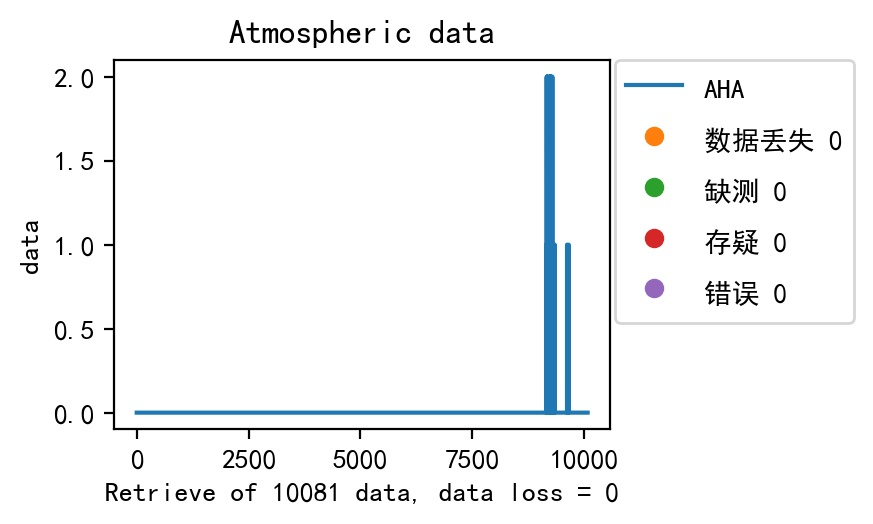 Atmospheric data
2.0
1.5
1.0
0.5
0.0
data
0
2500
5000
7500
10000
Retrieve of 10081 data, data loss = 0
AHA
数据丢失 0
缺测 0
存疑 0
错误 0